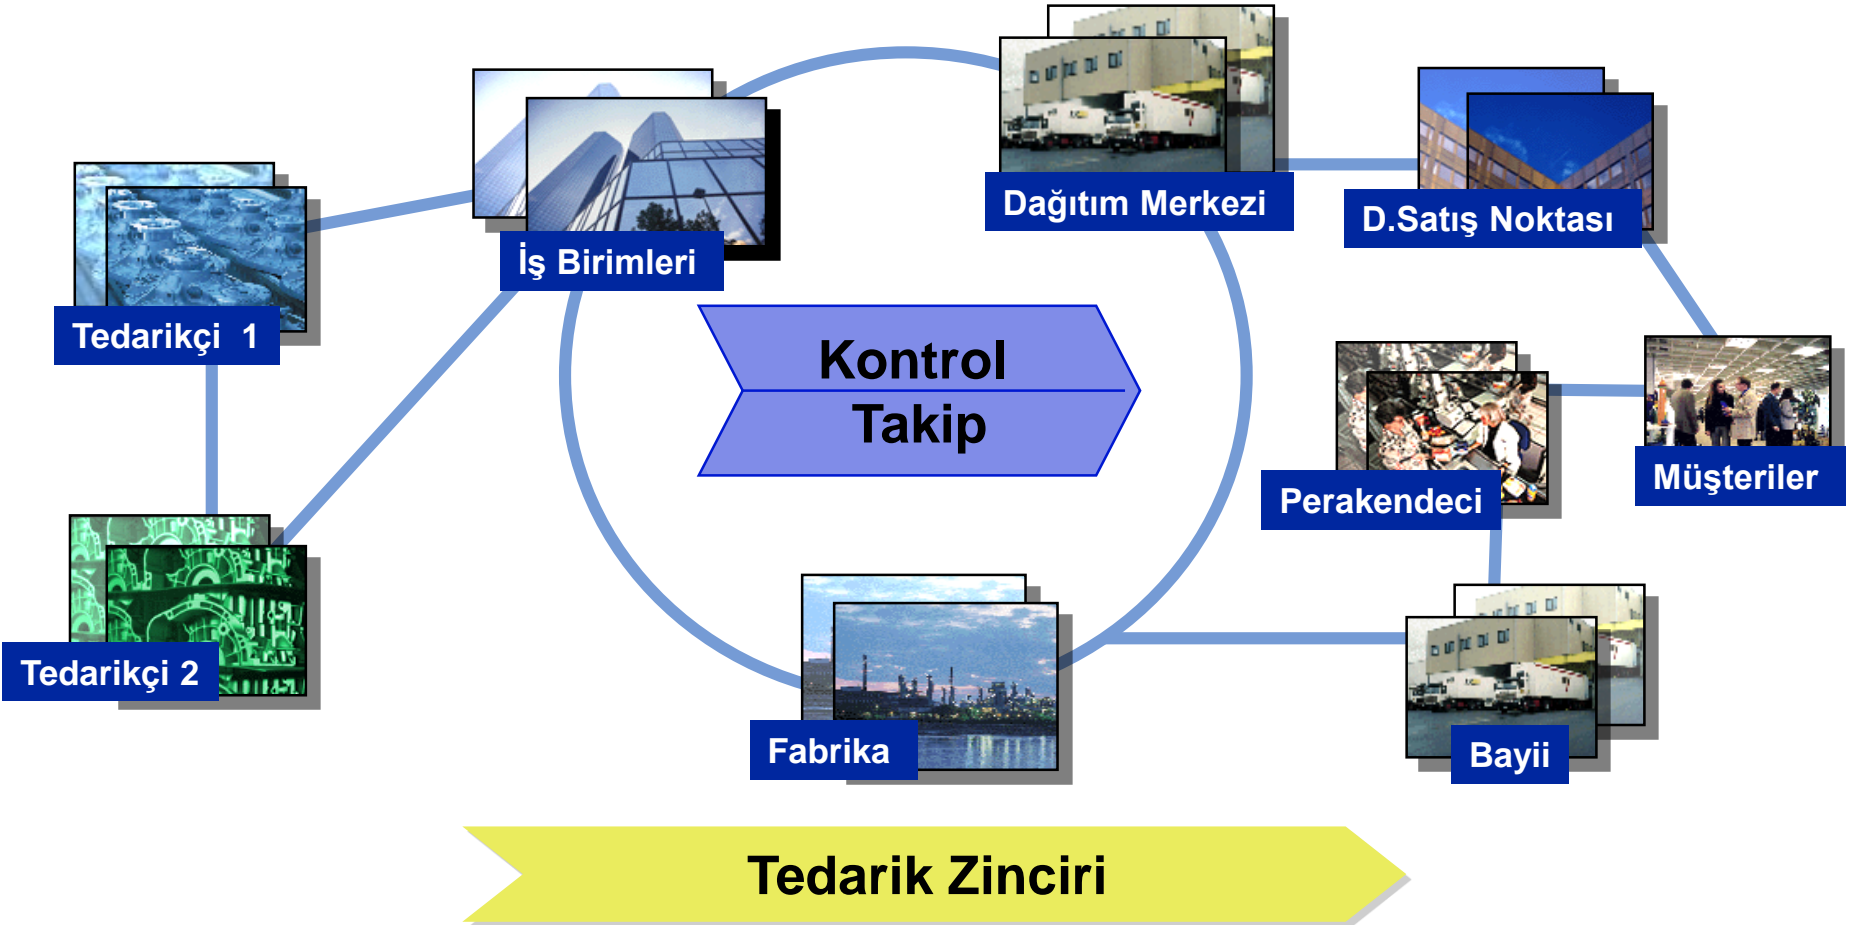 Dağıtım Merkezi
D.Satış Noktası
İş Birimleri
Tedarikçi 1
Kontrol
Takip
Perakendeci
Müşteriler
Tedarikçi 2
Fabrika
Bayii
Tedarik Zinciri